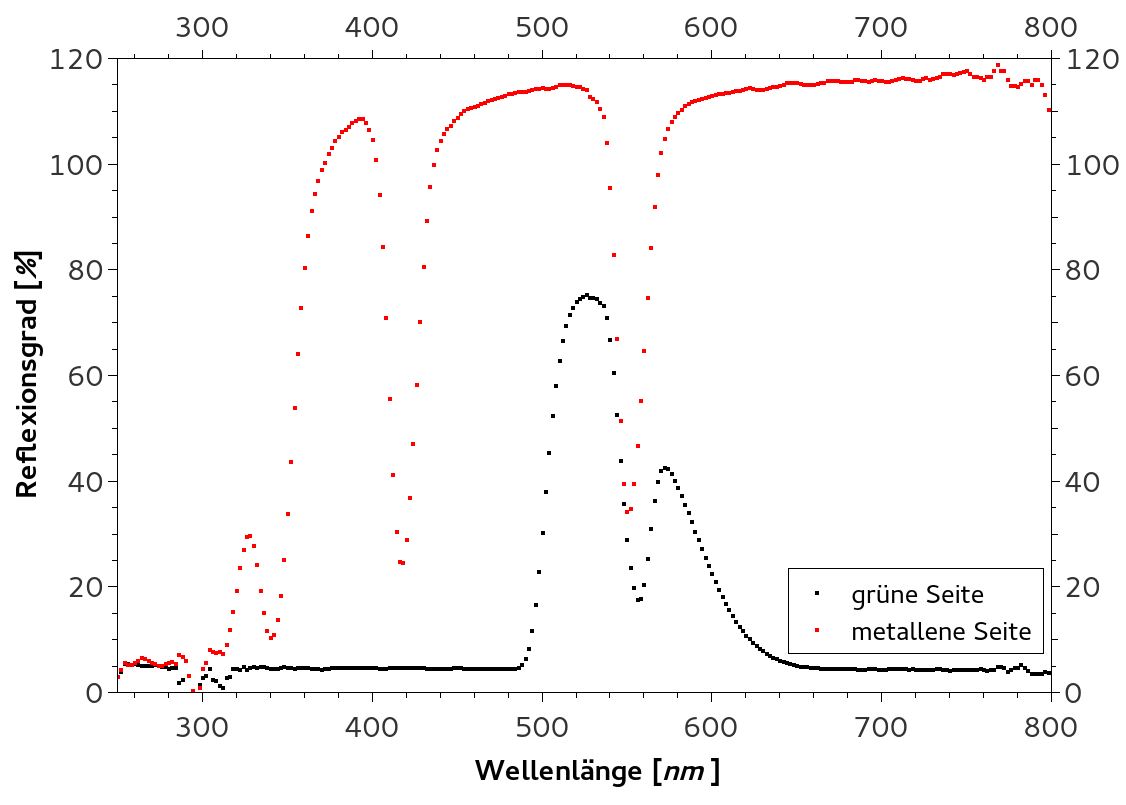 300 400 500 600 700 800
120 120
100 100
80 80
60 60
40 40
20 20
0 0
Reflexionsgrad [%]
grüne Seite
metallene Seite
300 400 500 600 700 800
Wellenlänge [nm ]